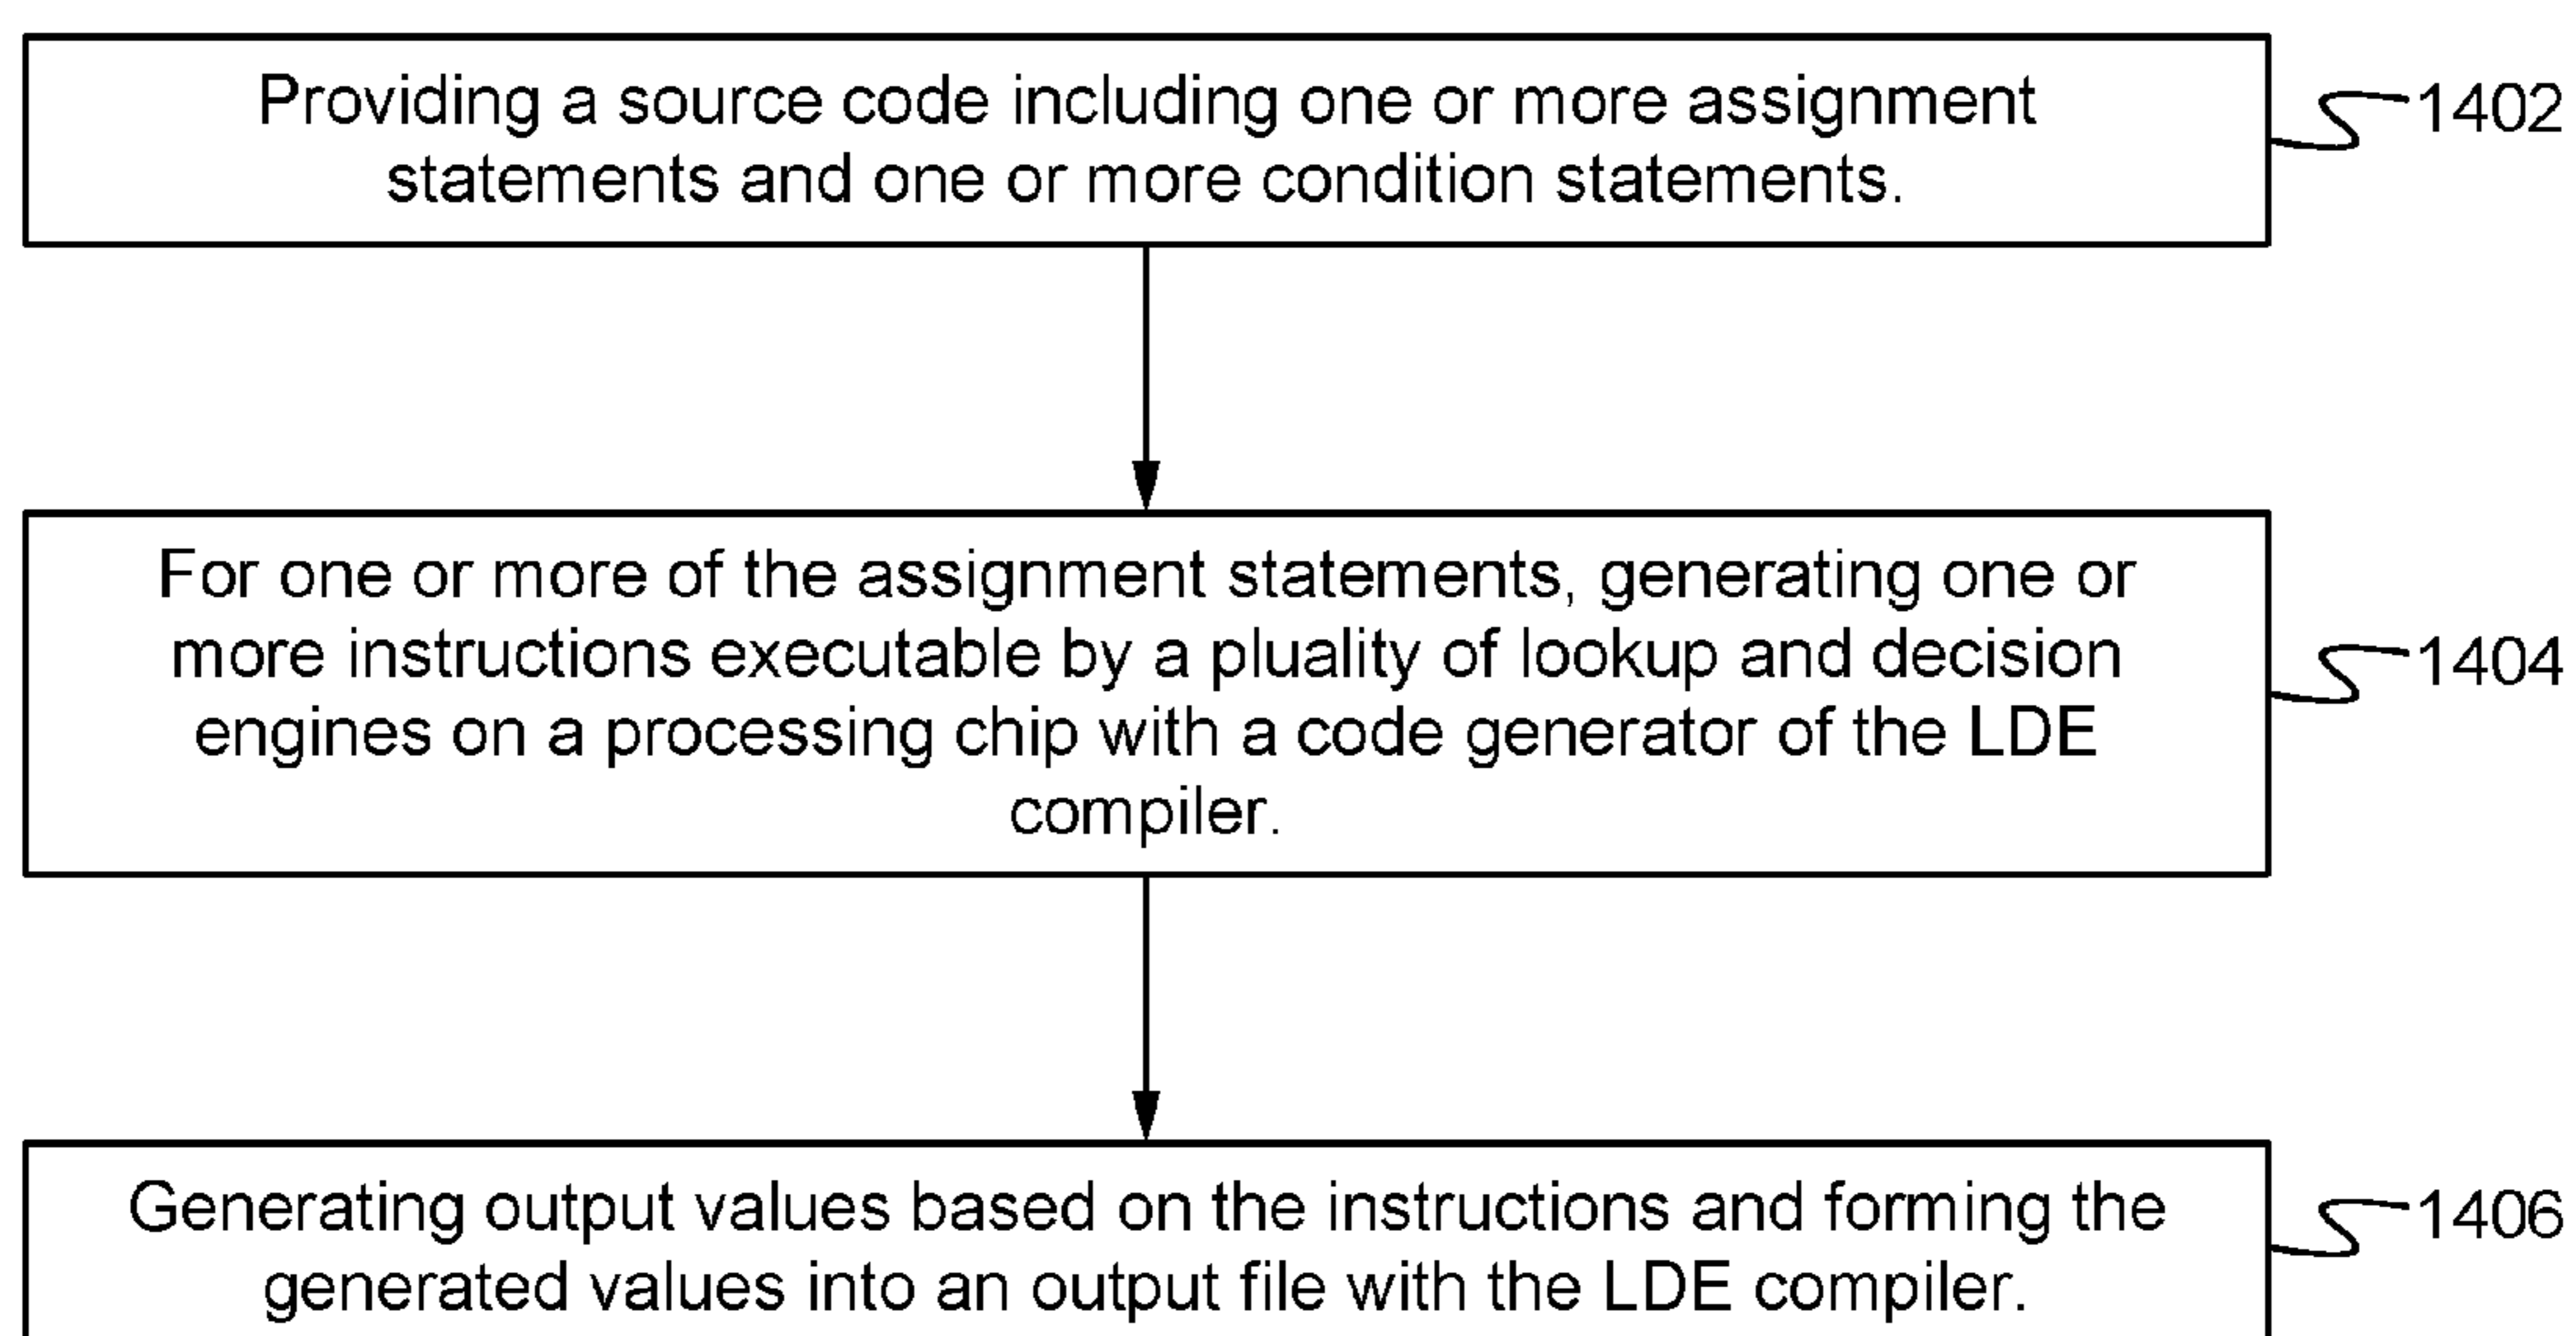 Providing a source code including one or more assignment
statements and one or more condition statements.
1402
For one or more of the assignment statements, generating one or
more instructions executable by a pluality of lookup and decision
engines on a processing chip with a code generator of the LDE
compiler.
1404
Generating output values based on the instructions and forming the
generated values into an output file with the LDE compiler.
1406